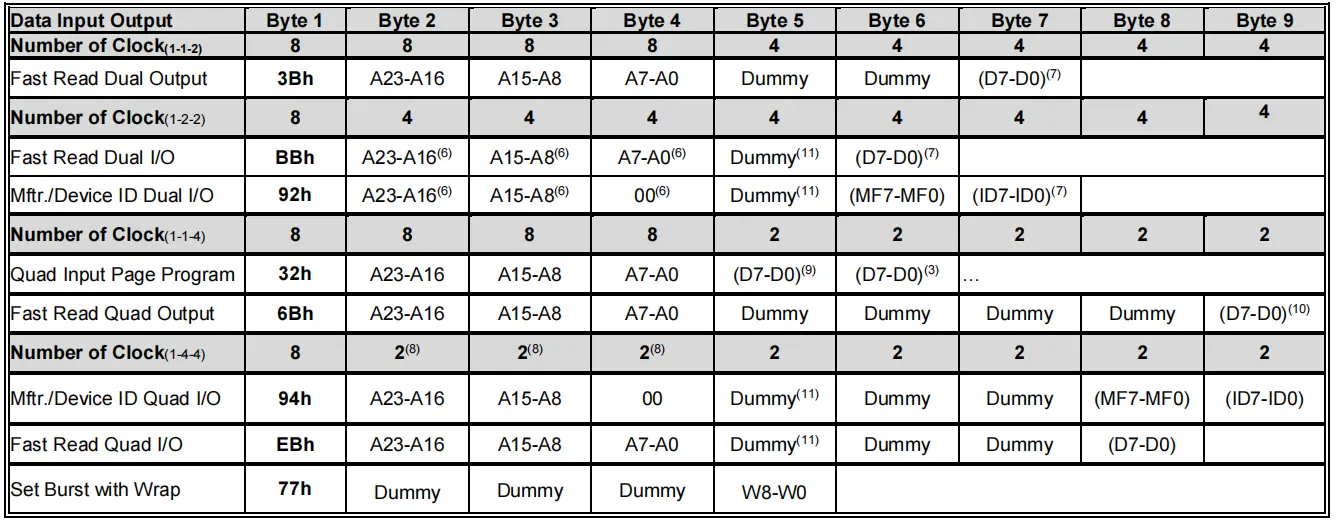 Data Input Output Byte 1 Byte 2 Byte 3 Byte 4 Byte 5 Byte 6 Byte 7 Byte 8 Byte 9
Number of Clock(1-1-2) 8 8 8 8 4 4 4 4 4
Fast Read Dual Output 3Bh A23-A16 A15-A8 A7-A0 Dummy Dummy (D7-D0)(7)
Number of Clock(1-2-2) 8 4 4 4 4 4 4 4 4
Fast Read Dual I/O BBh A23-A16(6) A15-A8(6) A7-A0(6) Dummy(11) (D7-D0)(7)
Mftr./Device ID Dual I/O 92h A23-A16(6) A15-A8(6) 00(6) Dummy(11) (MF7-MF0) (ID7-ID0)(7)
Number of Clock(1-1-4) 8 8 8 8 2 2 2 2 2
Quad Input Page Program 32h A23-A16 A15-A8 A7-A0 (D7-D0)(9) (D7-D0)(3) …
Fast Read Quad Output 6Bh A23-A16 A15-A8 A7-A0 Dummy Dummy Dummy Dummy (D7-D0)(10)
Number of Clock(1-4-4) 8 2(8) 2(8) 2(8) 2 2 2 2 2
Mftr./Device ID Quad I/O 94h A23-A16 A15-A8 00 Dummy(11) Dummy Dummy (MF7-MF0) (ID7-ID0)
Fast Read Quad I/O EBh A23-A16 A15-A8 A7-A0 Dummy(11) Dummy Dummy (D7-D0)
Set Burst with Wrap 77h Dummy Dummy Dummy W8-W0